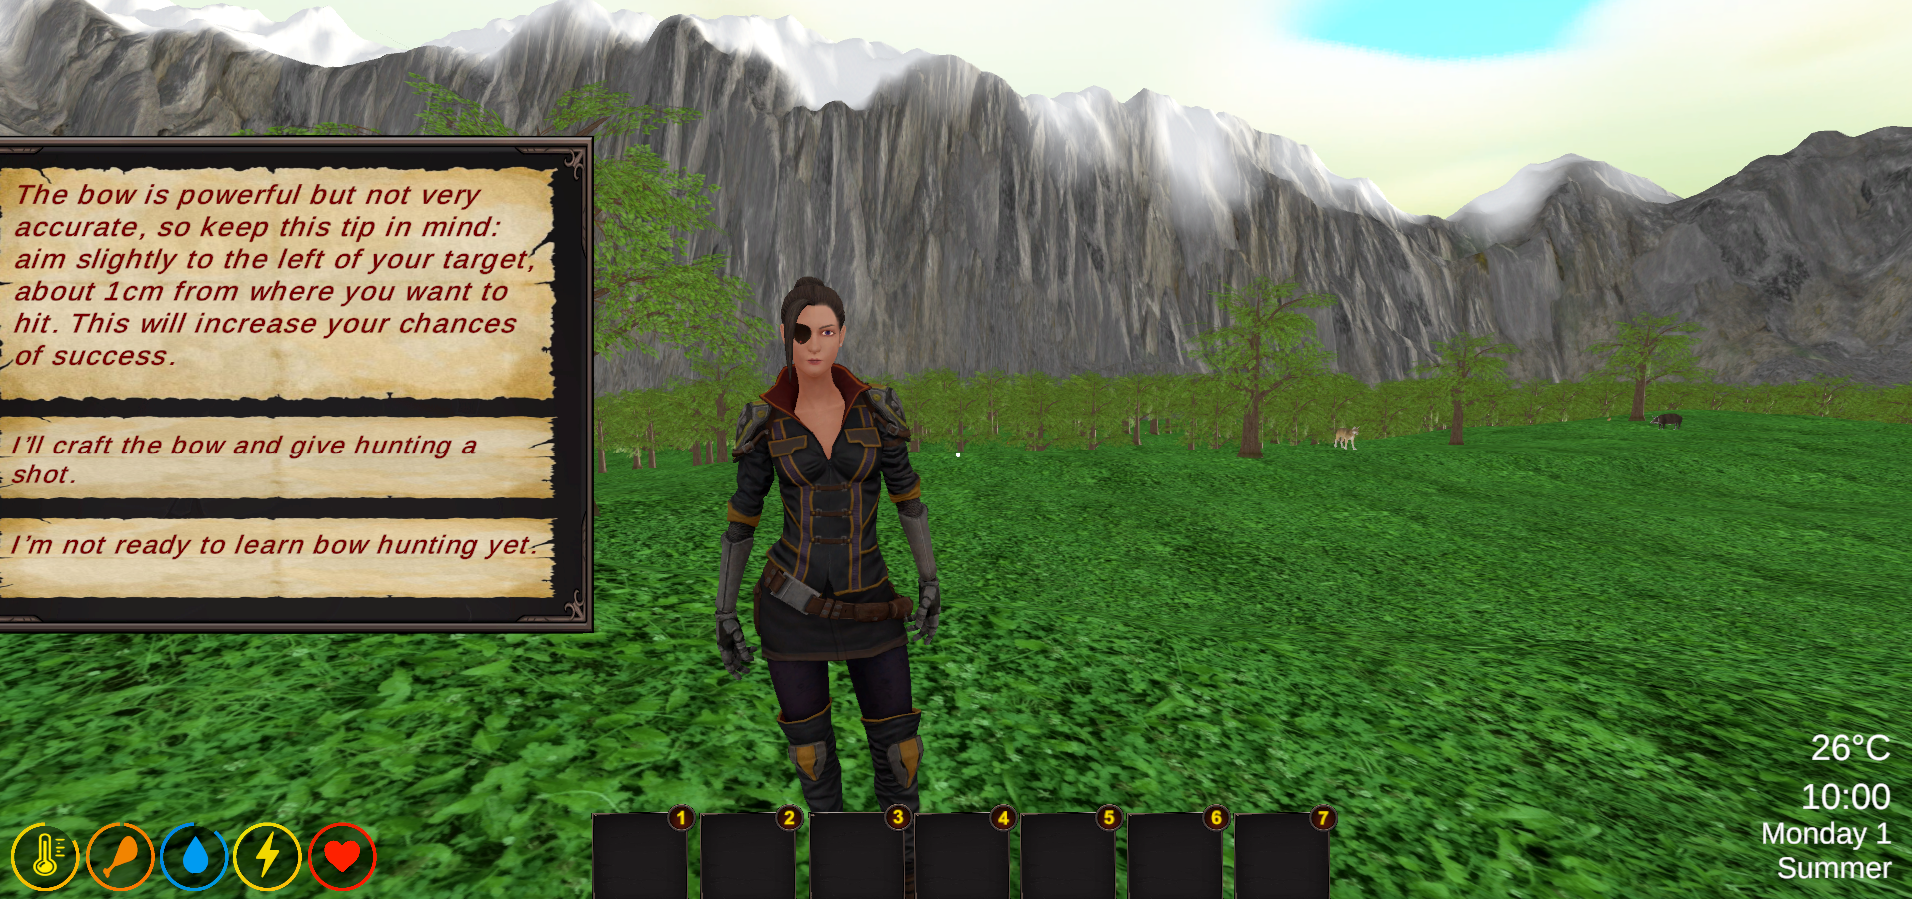 The bow is powerful but not very
accurate, so keep this tip in mind:
aim slightly to the left of your target,
about 1cm from where you want to
hit. This will increase your chances
of success.
I'll craft the bow and give hunting a
shot.
I'm not ready to learn bow hunting yet.
26°C
10:00
Monday 1
Summer
1 2 3 4 5 6 7